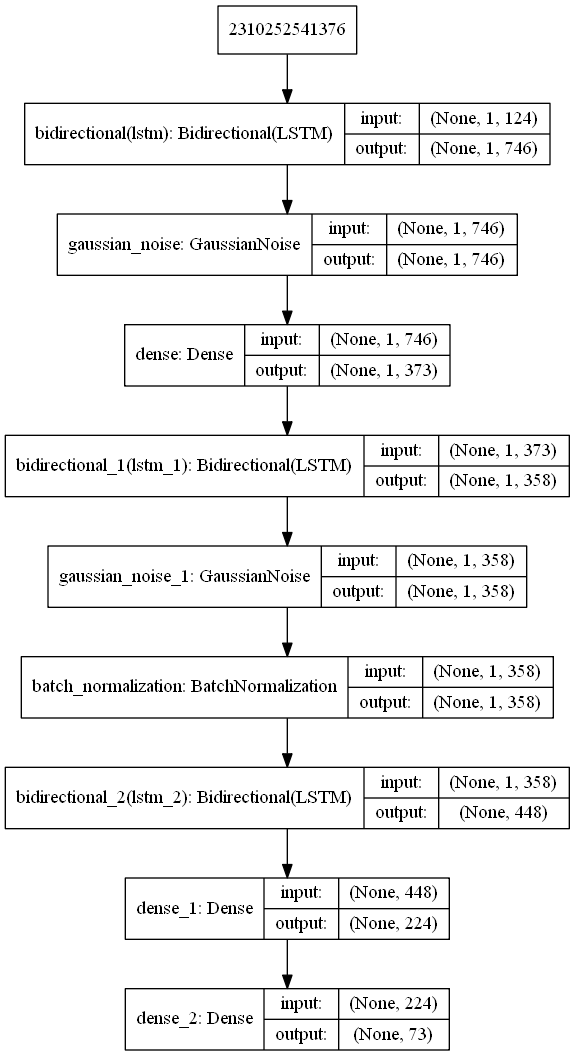 2310252541376
bidirectional(lstm): Bidirectional(LSTM)
input: (None, 1, 124)
output: (None, 1, 746)
gaussian_noise: GaussianNoise
input: (None, 1, 746)
output: (None, 1, 746)
dense: Dense
input: (None, 1, 746)
output: (None, 1, 373)
bidirectional_1(lstm_1): Bidirectional(LSTM)
input: (None, 1, 373)
output: (None, 1, 358)
gaussian_noise_1: GaussianNoise
input: (None, 1, 358)
output: (None, 1, 358)
batch_normalization: BatchNormalization
input: (None, 1, 358)
output: (None, 1, 358)
bidirectional_2(lstm_2): Bidirectional(LSTM)
input: (None, 1, 358)
output: (None, 448)
dense_1: Dense
input: (None, 448)
output: (None, 224)
dense_2: Dense
input: (None, 224)
output: (None, 73)